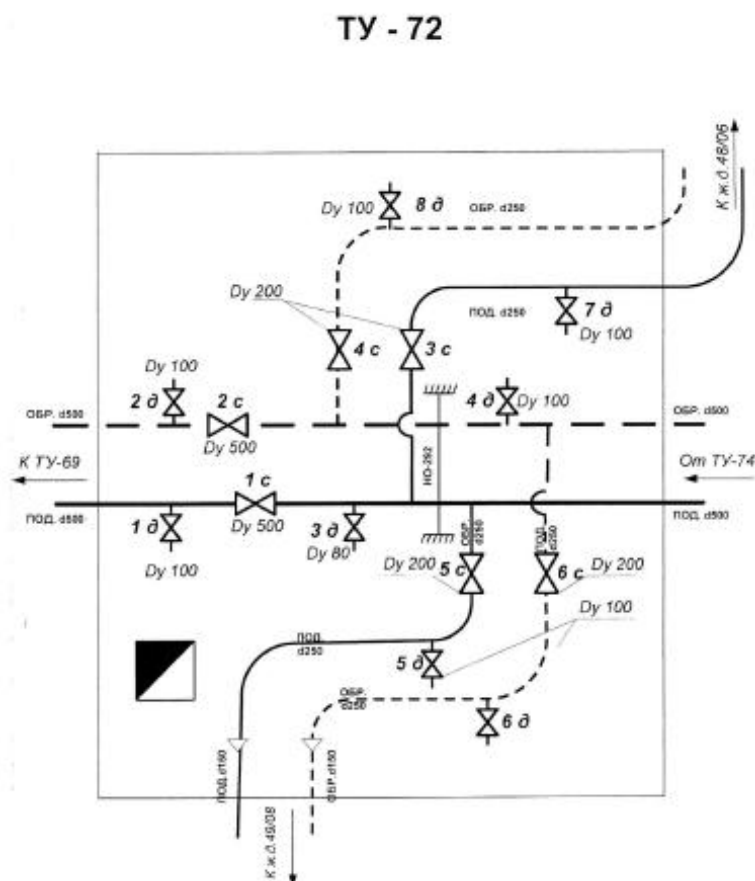 ТУ - 72
К ж.д.48/06
Dy 100
8 д
ОБР. d250
Dy 200
ПОД. d250
7 д
Dy 100
4 с
3 с
Dy 100
2 д
2 с
4 д
Dy 100
ОБР. d500
ОБР. d500
Dy 500
К ТУ-69
1 с
НО-292
От ТУ-74
ПОД. d500
ПОД. d500
1 д
Dy 500
3 д
Dy 80
ОБР. d250
ПОД. d250
Dy 100
Dy 200
5 с
6 с
Dy 200
Dy 100
ПОД. d250
5 д
ОБР. d250
6 д
ПОД. d150
ОБР. d150
К ж.д.49/08